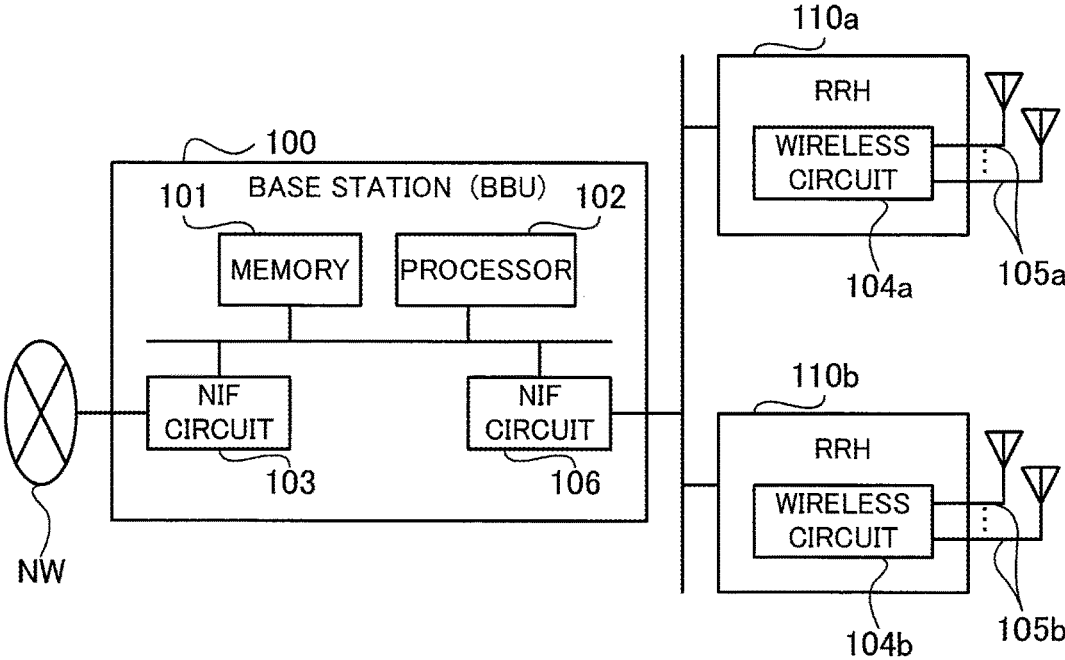 110a
RRH
WIRELESS
CIRCUIT
104a
105a
100
BASE STATION (BBU)
101
102
MEMORY
PROCESSOR
NIF
CIRCUIT
103
NIF
CIRCUIT
106
NW
110b
RRH
WIRELESS
CIRCUIT
104b
105b